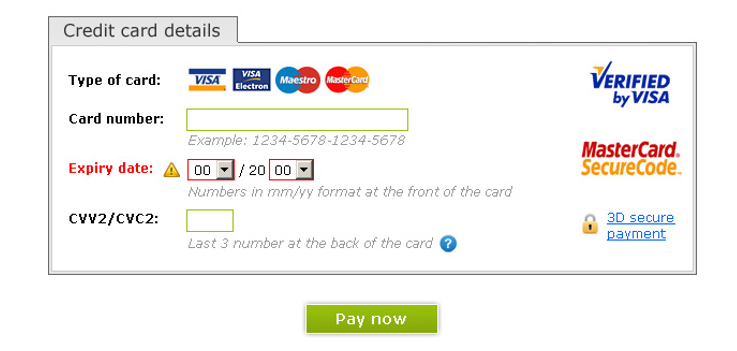 Credit card details
Type of card: VISA VISA Electron Maestro MasterCard
VERIFIED by VISA
Card number:
Example: 1234-5678-1234-5678
MasterCard. SecureCode.
Expiry date: 00 / 20 00
Numbers in mm/yy format at the front of the card
CVV2/CVC2:
Last 3 number at the back of the card ?
3D secure
payment
Pay now